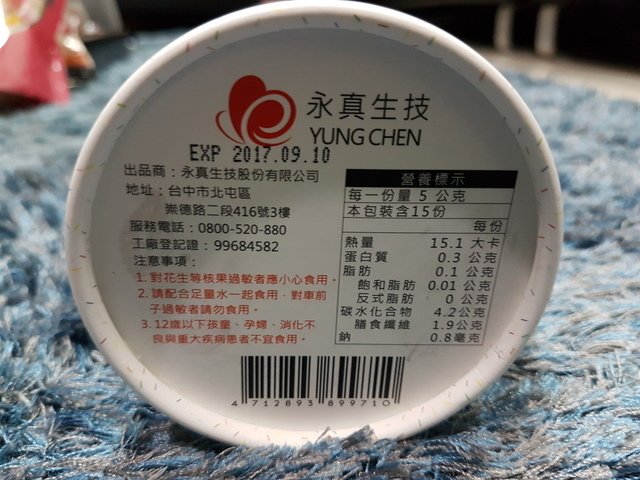 永真生技
YUNG CHEN
EXP 2017.09.10
出品商：永真生技股份有限公司
地址：台中市北屯區
崇德路二段416號3樓
服務電話：0800-520-880
工廠登記證：99684582
注意事項：
1. 對花生等核果過敏者應小心食用。
2. 請配合足量水一起食用，對車前
子過敏者請勿食用。
3. 12歲以下孩童、孕婦、消化不
良與重大疾病患者不宜食用。
營養標示
每一份量 5 公克
本包裝含15份
每份
熱量 15.1 大卡
蛋白質 0.3 公克
脂肪 0.1 公克
飽和脂肪 0.01 公克
反式脂肪 0 公克
碳水化合物 4.2公克
膳食纖維 1.9公克
鈉 0.8毫克
4 712893 899710